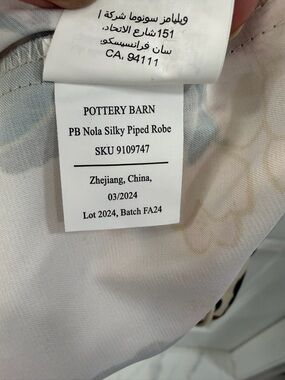 ويليامز سونوما شركة ا
151 شارع الاتحاد،
سان فرانسيسكو،
CA، 94111
POTTERY BARN
PB Nola Silky Piped Robe
SKU 9109747
Zhejiang, China,
03/2024
Lot 2024, Batch FA24